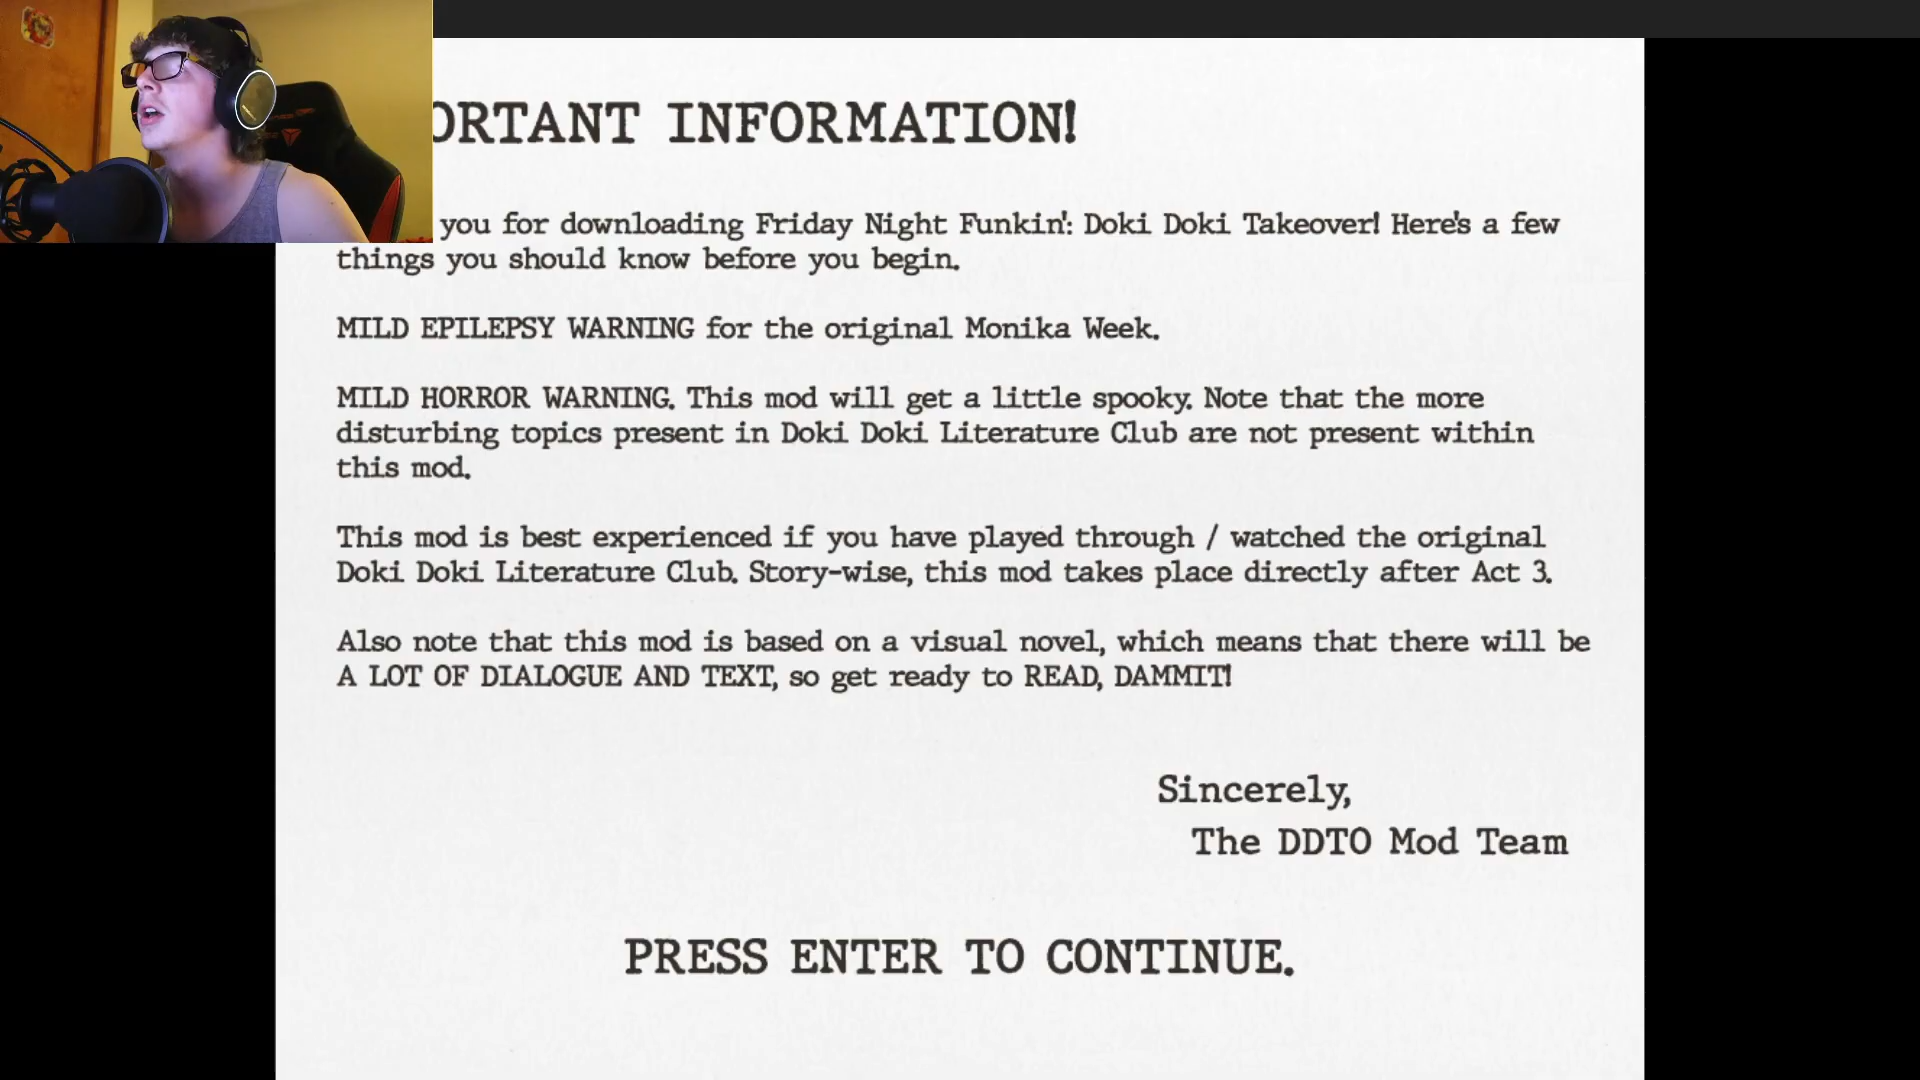 ORTANT INFORMATION!
you for downloading Friday Night Funkin': Doki Doki Takeover! Here's a few
things you should know before you begin.
MILD EPILEPSY WARNING for the original Monika Week.
MILD HORROR WARNING. This mod will get a little spooky. Note that the more
disturbing topics present in Doki Doki Literature Club are not present within
this mod.
This mod is best experienced if you have played through / watched the original
Doki Doki Literature Club. Story-wise, this mod takes place directly after Act 3.
Also note that this mod is based on a visual novel, which means that there will be
A LOT OF DIALOGUE AND TEXT, so get ready to READ, DAMMIT!
Sincerely,
The DDTO Mod Team
PRESS ENTER TO CONTINUE.